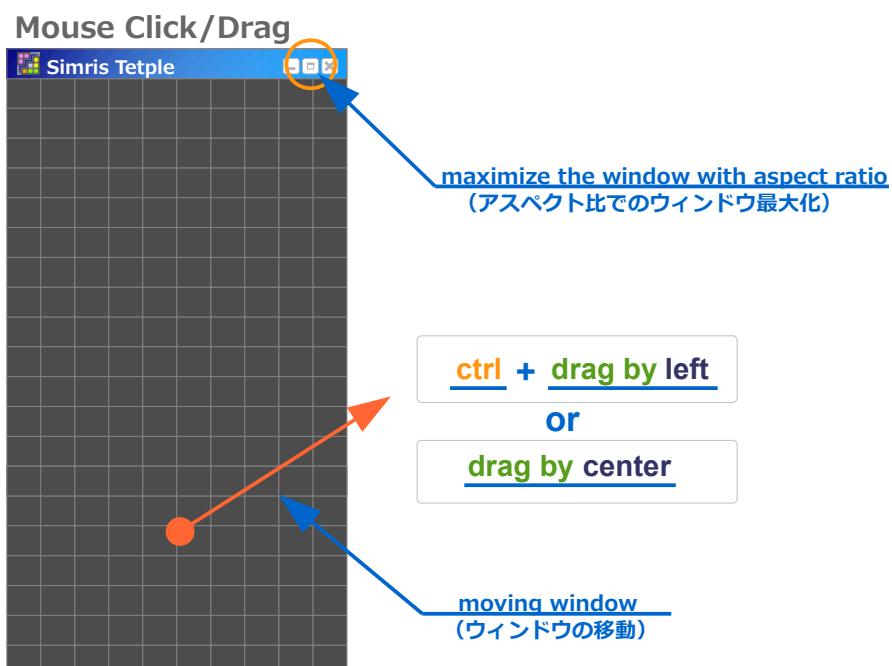 Mouse Click/Drag
Simris Tetple
maximize the window with aspect ratio
（アスペクト比でのウィンドウ最大化）
ctrl + drag by left
or
drag by center
moving window
（ウィンドウの移動）